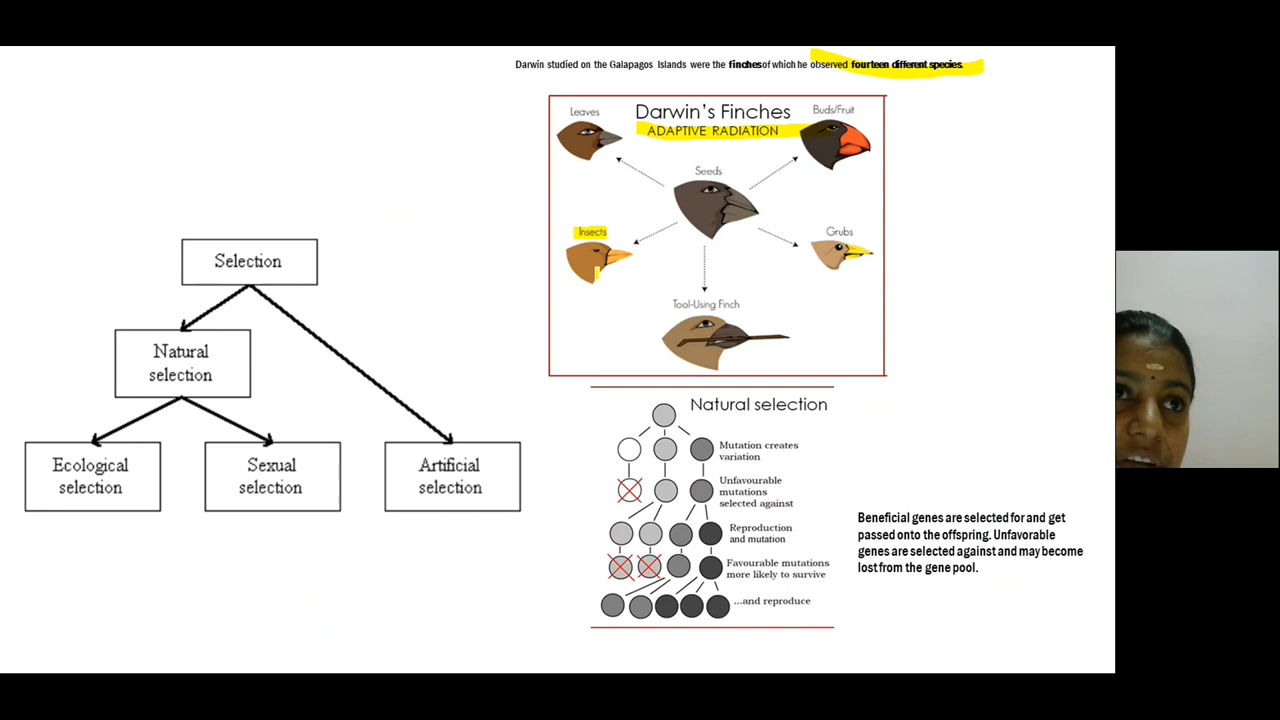 Darwin studied on the Galapagos Islands were the finches of which he observed fourteen different species.
Darwin's Finches
ADAPTIVE RADIATION
Leaves
Buds/Fruit
Seeds
Insects
Grubs
Tool-Using Finch
Selection
Natural
selection
Ecological
selection
Sexual
selection
Artificial
selection
Natural selection
Mutation creates
variation
Unfavourable
mutations
selected against
Reproduction
and mutation
Favourable mutations
more likely to survive
...and reproduce
Beneficial genes are selected for and get
passed onto the offspring. Unfavorable
genes are selected against and may become
lost from the gene pool.